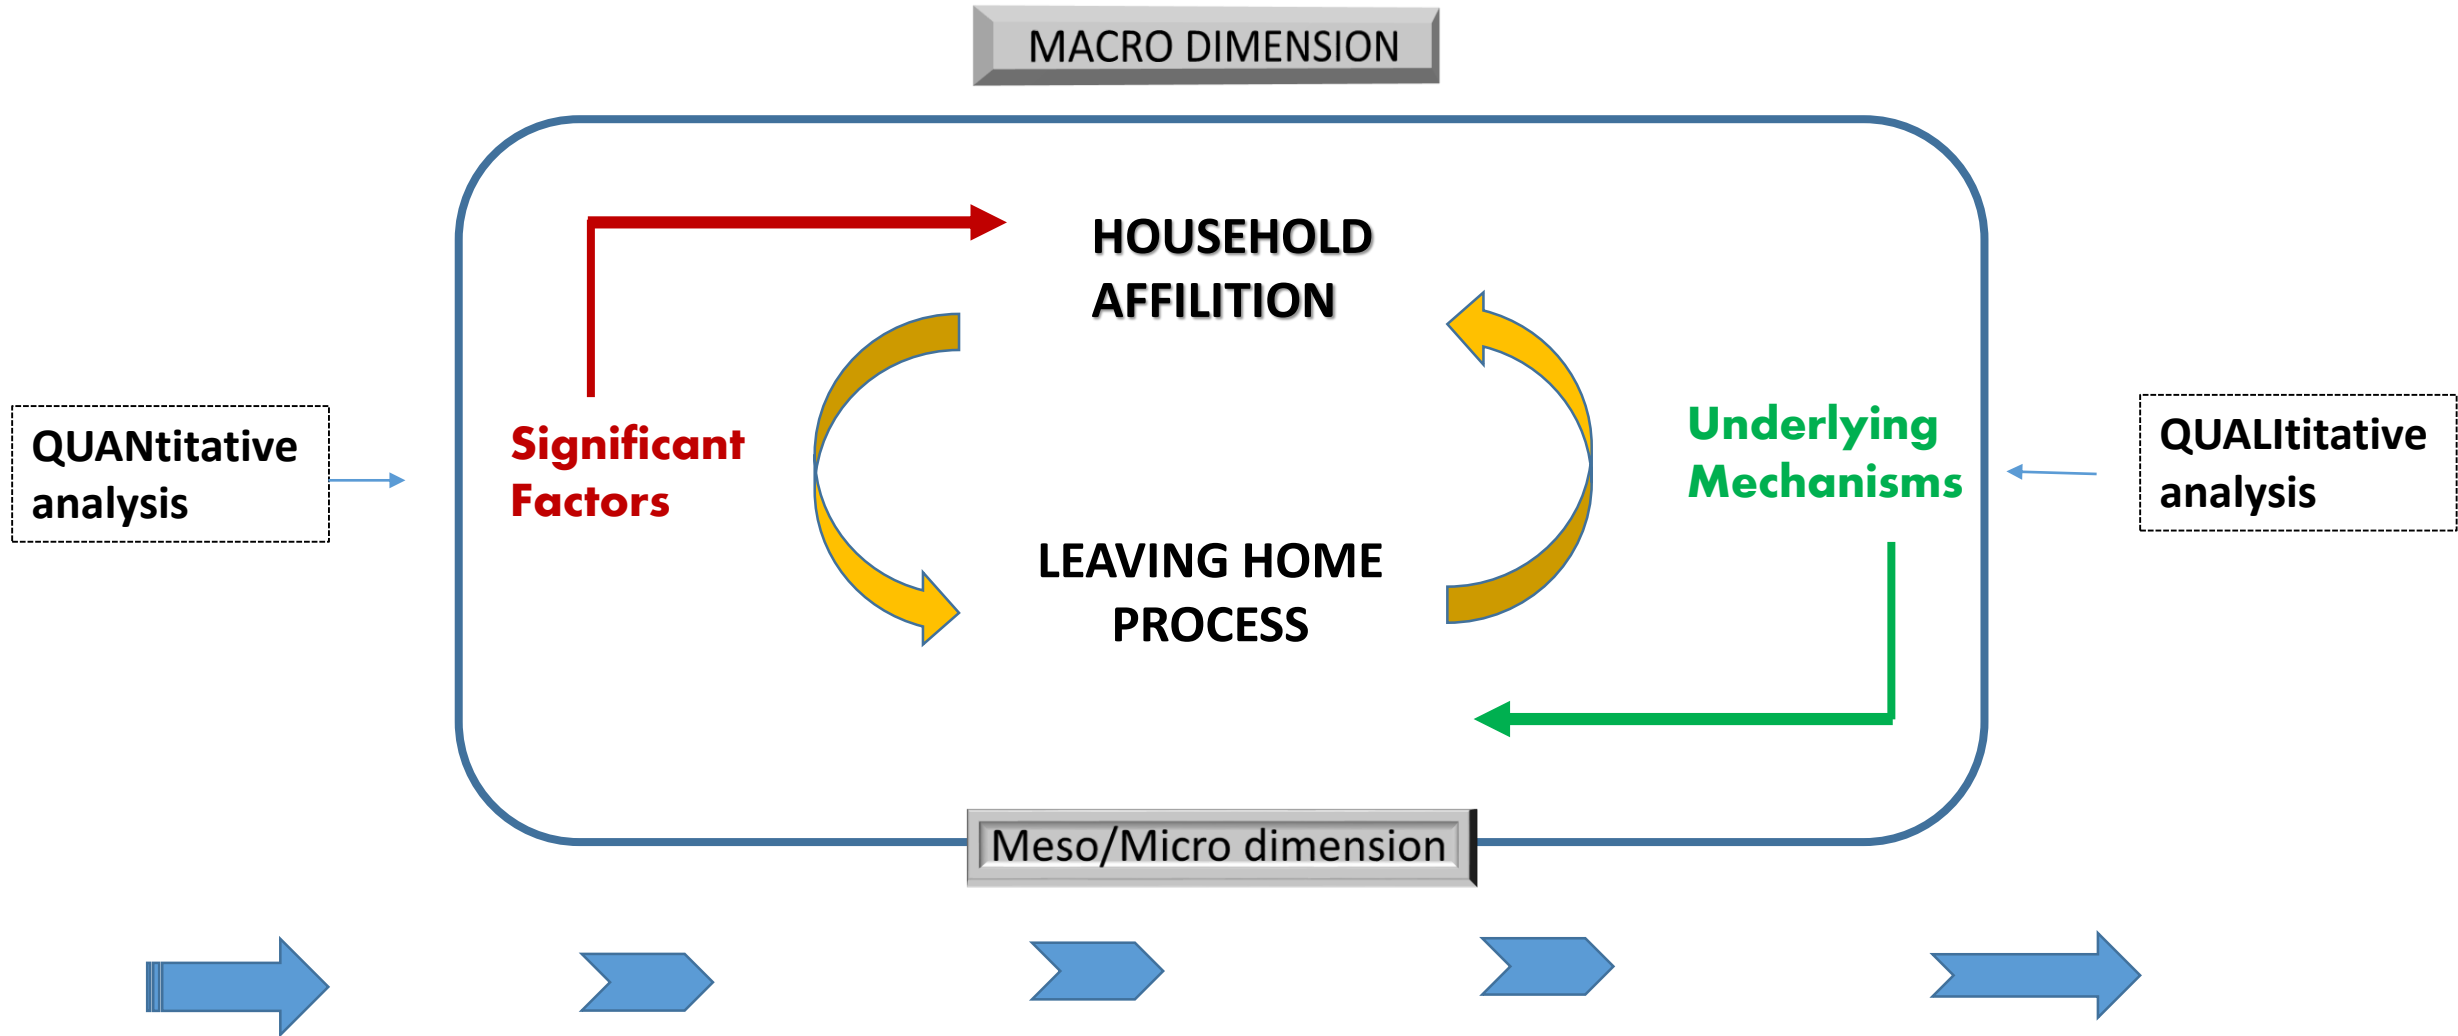 MACRO DIMENSION
HOUSEHOLD
AFFILITION
QUANtitative
analysis
Significant
Factors
Underlying
Mechanisms
QUALItitative
analysis
LEAVING HOME
PROCESS
Meso/Micro dimension